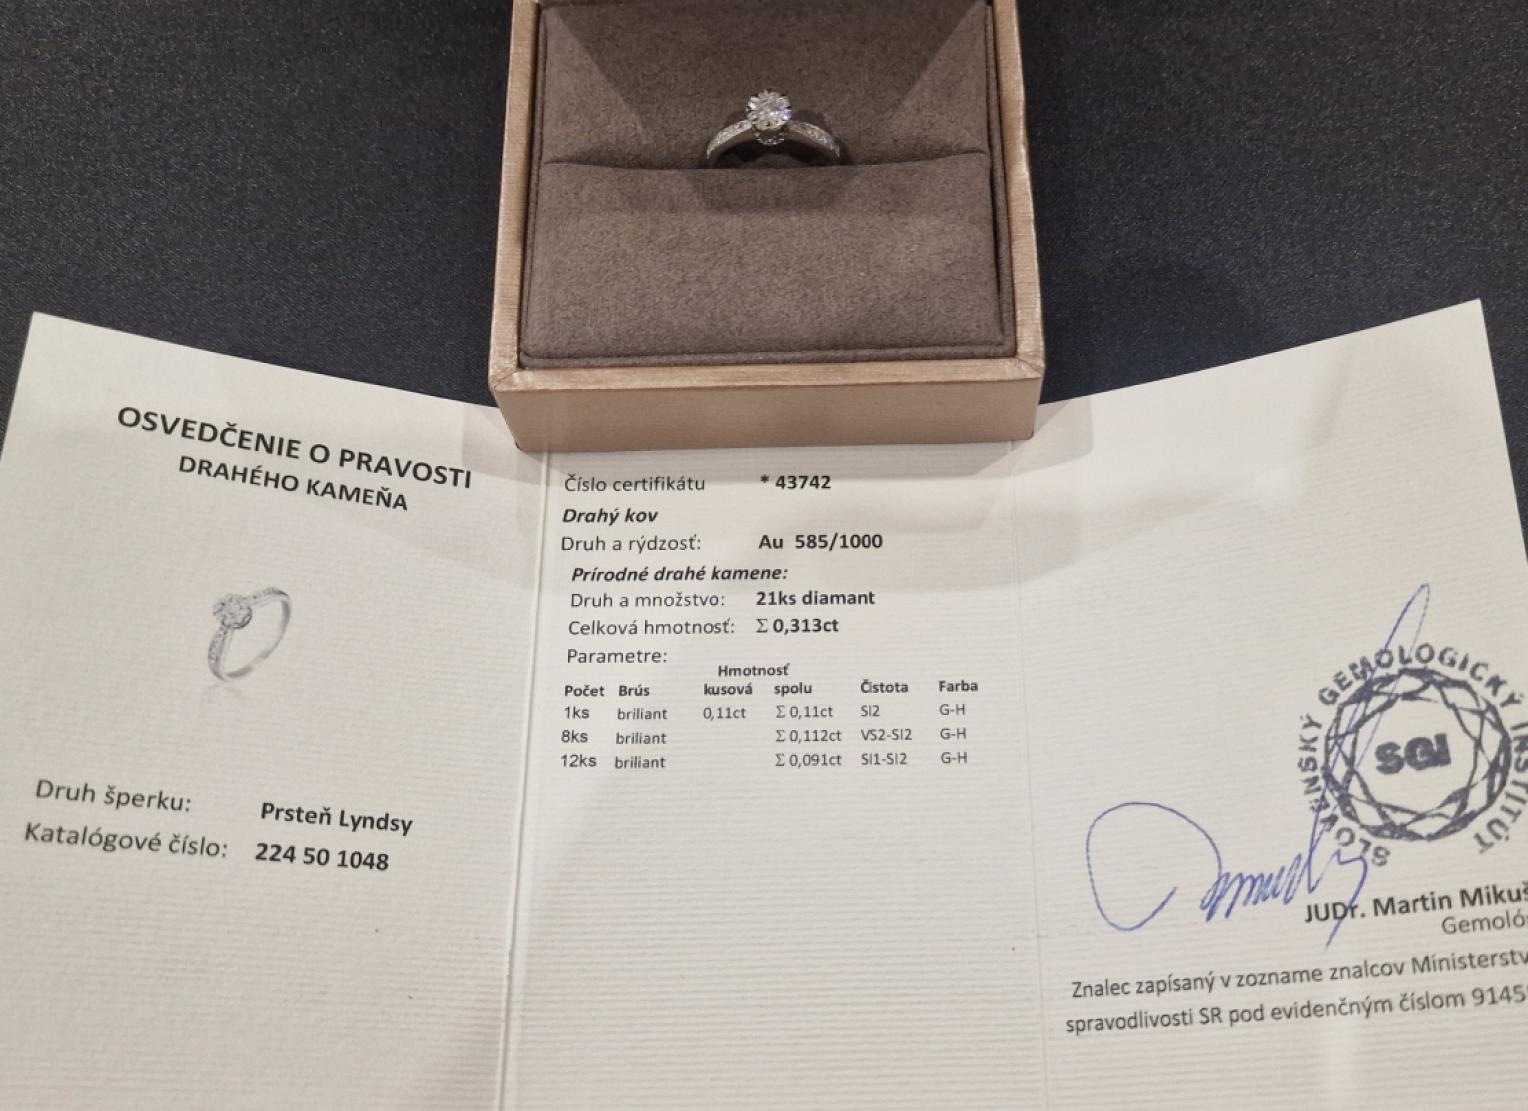 OSVEDČENIE O PRAVOSTI
DRAHÉHO KAMEŇA
Druh šperku: Prsteň Lyndsy
Katalógové číslo: 224 50 1048
Číslo certifikátu * 43742
Drahý kov
Druh a rýdzosť: Au 585/1000
Prírodné drahé kamene:
Druh a množstvo: 21ks diamant
Celková hmotnosť: Σ 0,313ct
Parametre:
Hmotnosť
Počet Brús kusová spolu Čistota Farba
1ks briliant 0,11ct Σ 0,11ct SI2 G-H
8ks briliant Σ 0,112ct VS2-SI2 G-H
12ks briliant Σ 0,091ct SI1-SI2 G-H
SLOVENSKÝ GEMOLOGICKÝ INŠTITÚT
SGI
JUDr. Martin Mikuš
Gemoló
Znalec zapísaný v zozname znalcov Ministerstv
spravodlivosti SR pod evidenčným číslom 9145